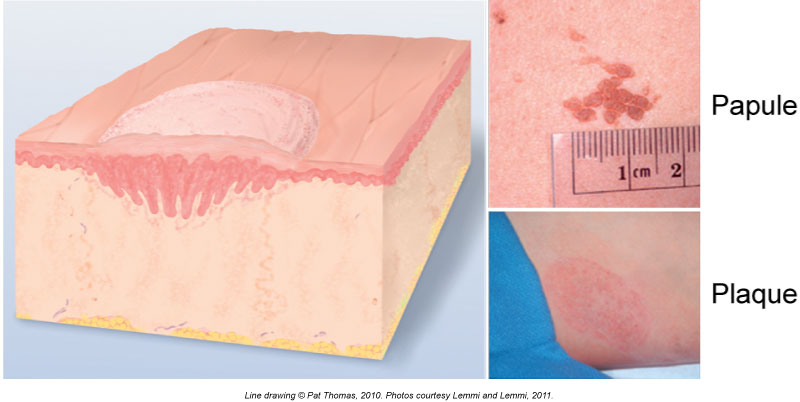 Papule
1 cm 2
Plaque
Line drawing © Pat Thomas, 2010. Photos courtesy Lemmi and Lemmi, 2011.